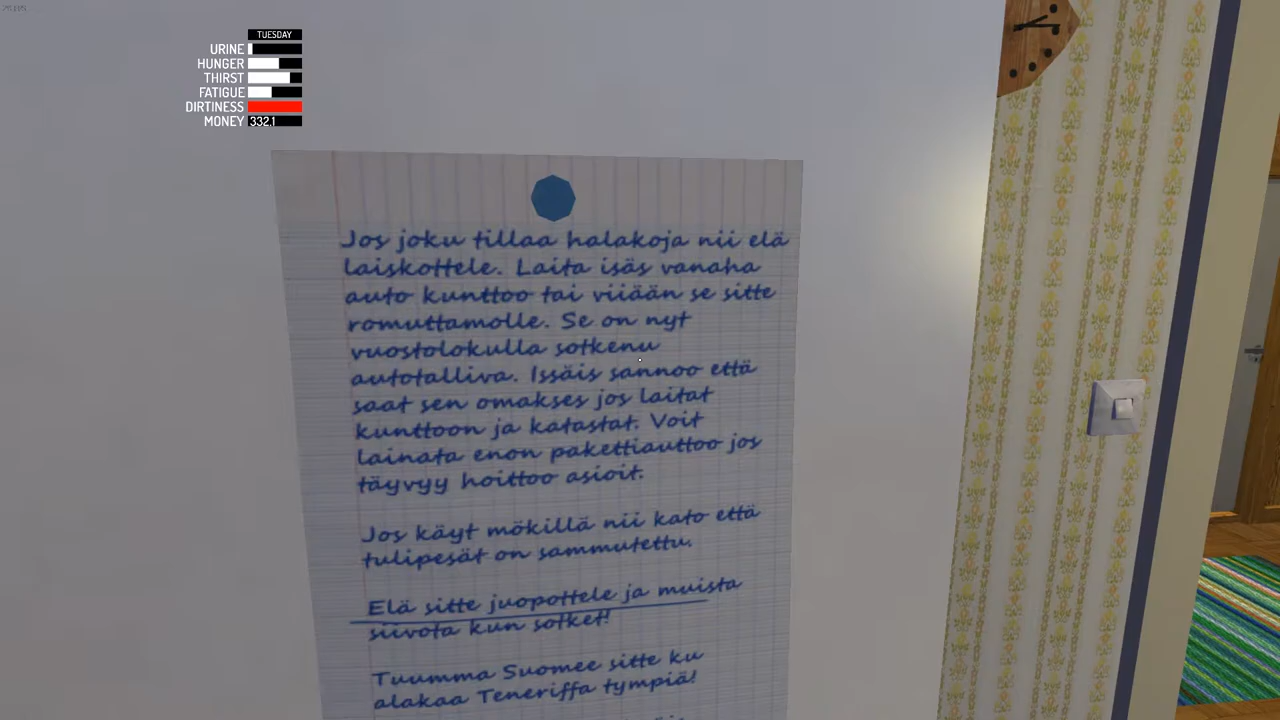 TUESDAY
URINE
HUNGER
THIRST
FATIGUE
DIRTINESS
MONEY 332.1
Jos joku tillaa halakoja nii elä
laiskottele. Laita isäs vanaha
auto kunttoo tai viiään se sitte
romuttamolle. Se on nyt
vuostolokulla sotkenu
autotalliva. Issäis sannoo että
saat sen omakses jos laitat
kunttoon ja katastat. Voit
lainata enon pakettiauttoo jos
täyvyy hoittoo asioit.
Jos käyt mökillä nii kato että
tulipesät on sammutettu.
Elä sitte juopottele ja muista
siivota kun sotket!
Tuumma Suomee sitte ku
alakaa Teneriffa tympiä!